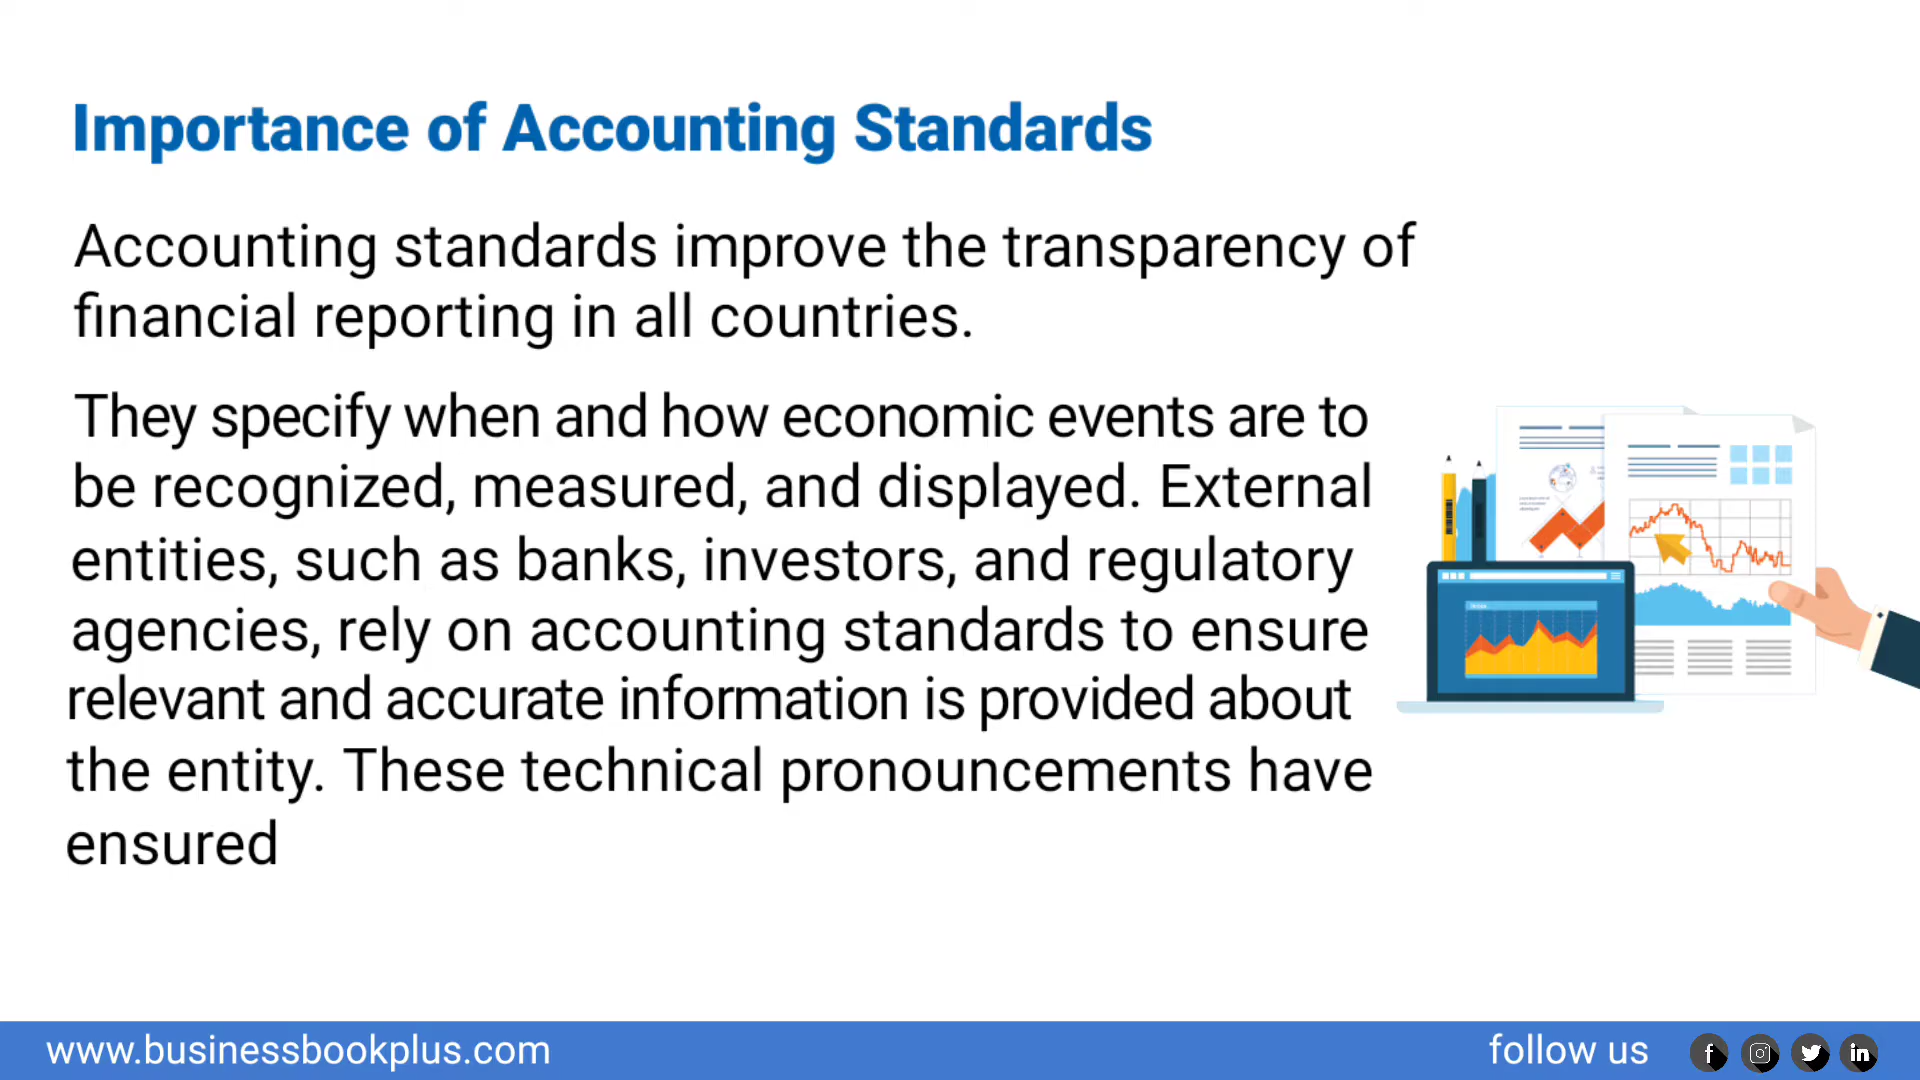 Importance of Accounting Standards
Accounting standards improve the transparency of
financial reporting in all countries.
They specify when and how economic events are to
be recognized, measured, and displayed. External
entities, such as banks, investors, and regulatory
agencies, rely on accounting standards to ensure
relevant and accurate information is provided about
the entity. These technical pronouncements have
ensured
www.businessbookplus.com
follow us